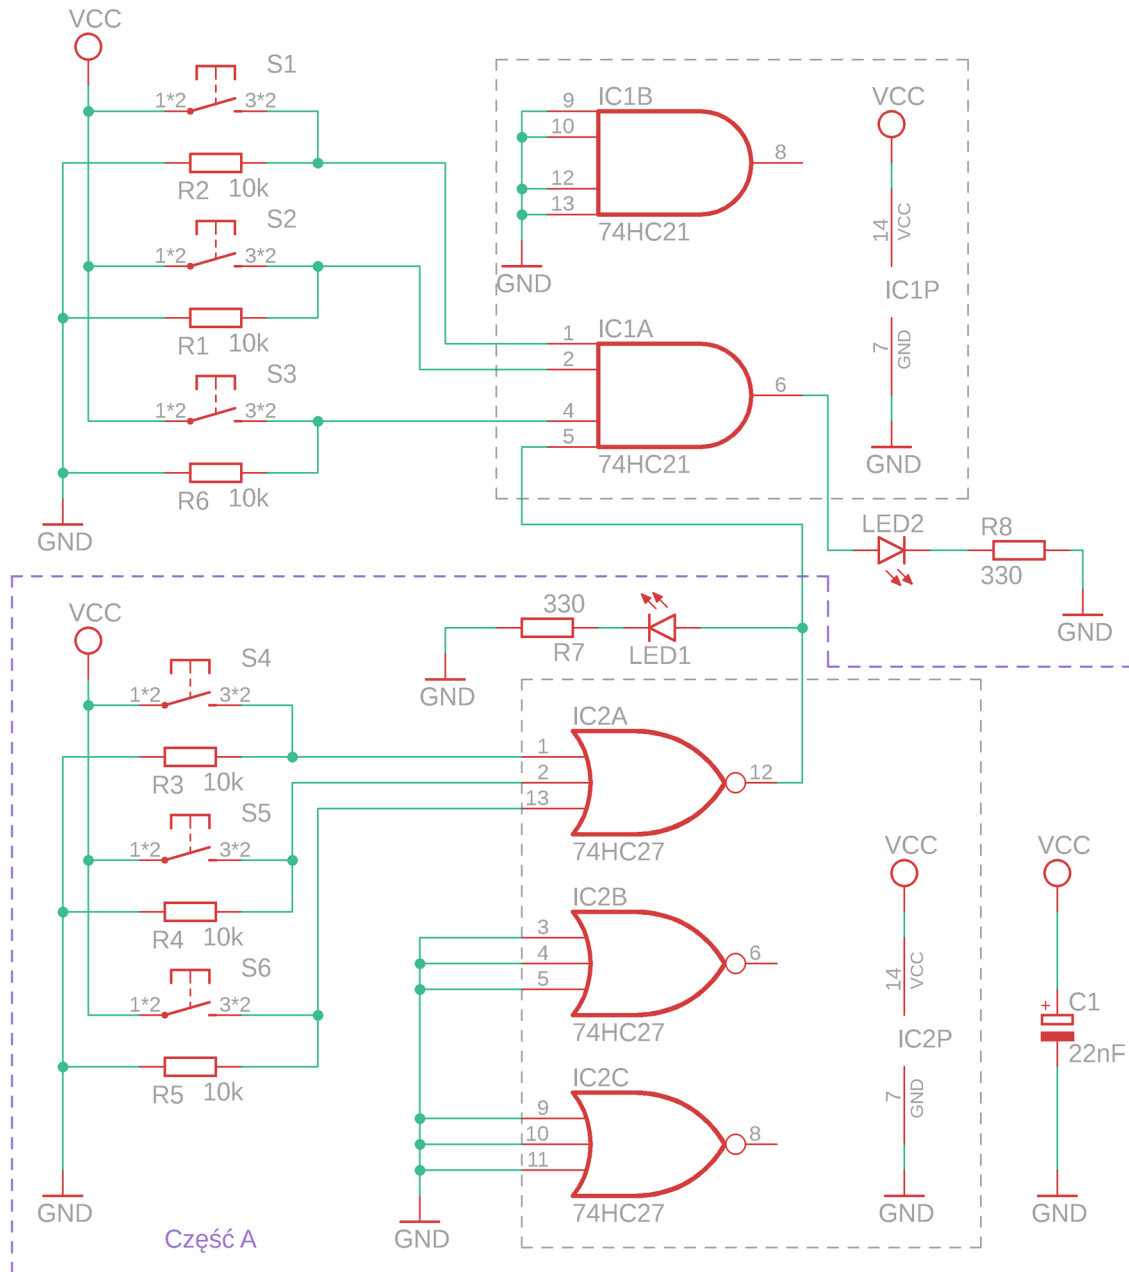 VCC
S1
1*2 3*2
R2 10k
S2
1*2 3*2
R1 10k
S3
1*2 3*2
R6 10k
GND
IC1B
9
10
12
13
8
74HC21
GND
VCC
14 VCC
IC1P
7 GND
GND
IC1A
1
2
4
5
6
74HC21
LED2
R8
330
GND
330
R7
LED1
GND
VCC
S4
1*2 3*2
R3 10k
S5
1*2 3*2
R4 10k
S6
1*2 3*2
R5 10k
GND
Część A
IC2A
1
2
13
12
74HC27
IC2B
3
4
5
6
74HC27
IC2C
9
10
11
8
74HC27
GND
VCC
14 VCC
IC2P
7 GND
GND
VCC
+
C1
22nF
GND